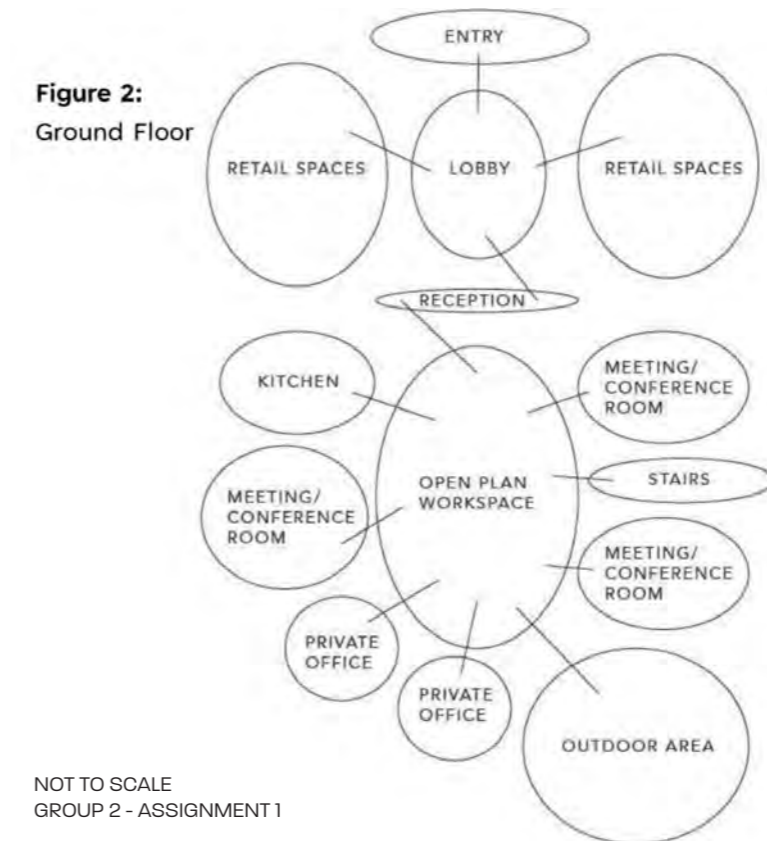 ENTRY
Figure 2:
Ground Floor
RETAIL SPACES
LOBBY
RETAIL SPACES
RECEPTION
KITCHEN
MEETING/
CONFERENCE
ROOM
OPEN PLAN
WORKSPACE
STAIRS
MEETING/
CONFERENCE
ROOM
MEETING/
CONFERENCE
ROOM
PRIVATE
OFFICE
PRIVATE
OFFICE
OUTDOOR AREA
NOT TO SCALE
GROUP 2 - ASSIGNMENT 1